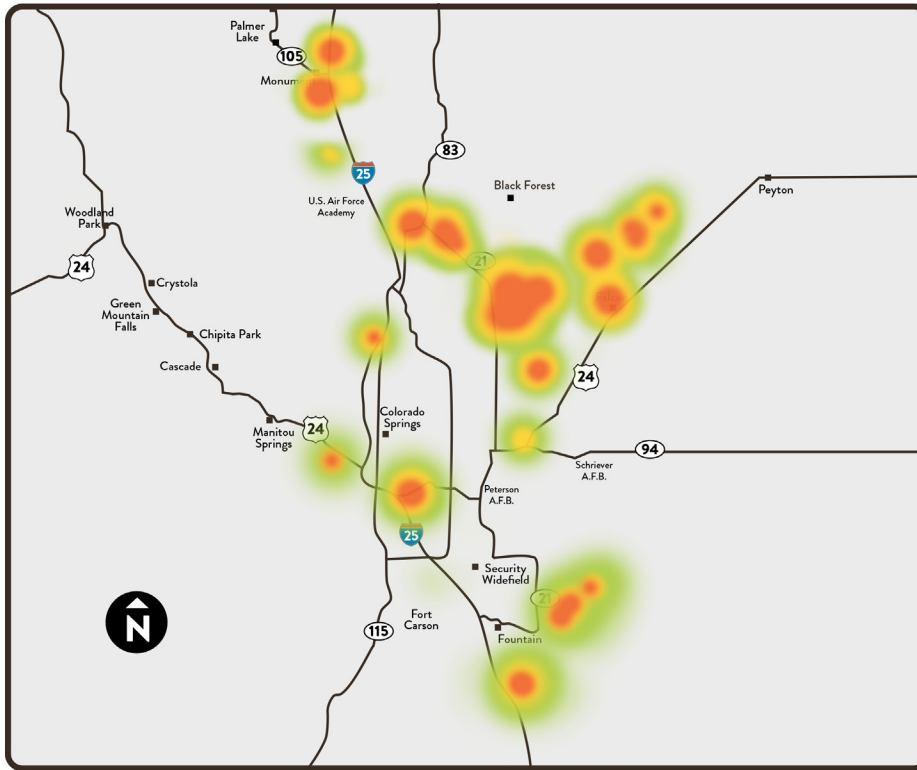 Palmer
Lake
105
Monum
83
25
U.S. Air Force
Academy
Black Forest
Peyton
Woodland
Park
24
21
Crystola
Green
Mountain
Falls
Chipita Park
Cascade
24
Colorado
Springs
24
Manitou
Springs
94
Schriever
A.F.B.
Peterson
A.F.B.
25
Security
Widefield
21
Fort
Carson
115
Fountain
N